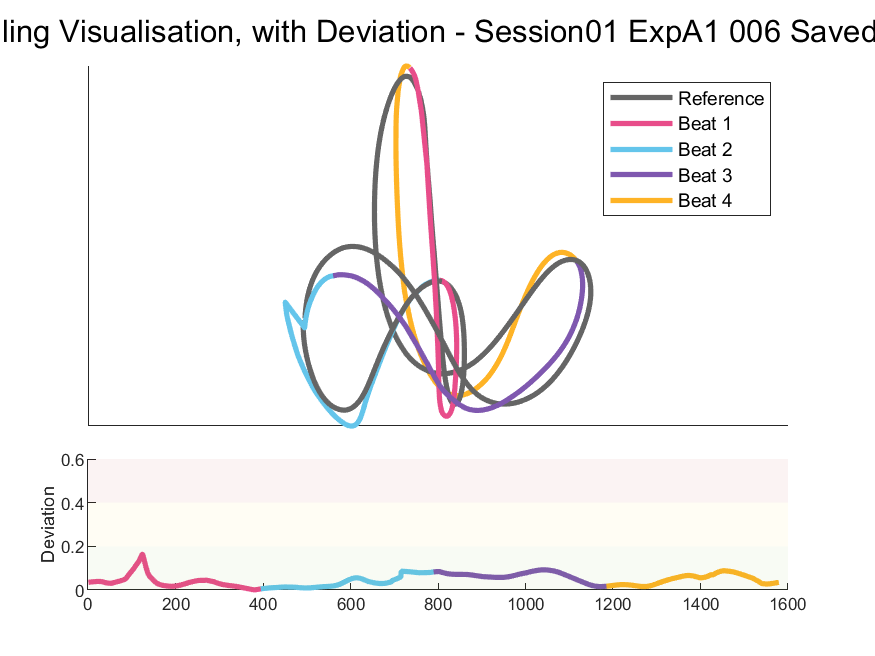 ling Visualisation, with Deviation - Session01 ExpA1 006 Saved
Reference
Beat 1
Beat 2
Beat 3
Beat 4
0.6
0.4
0.2
0
Deviation
0 200 400 600 800 1000 1200 1400 1600